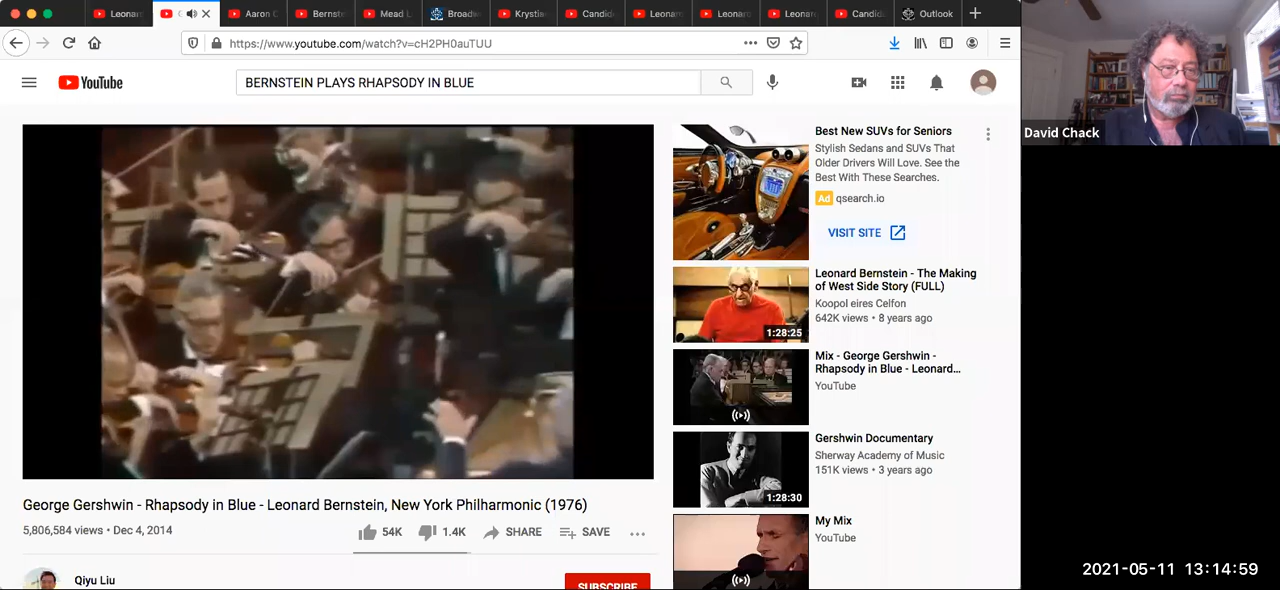 Leonard
Aaron C
Bernste
Mead L
Broadw
Krystia
Candide
Leonard
Leonard
Leonard
Candide
Outlook
https://www.youtube.com/watch?v=cH2PH0auTUU
YouTube
BERNSTEIN PLAYS RHAPSODY IN BLUE
David Chack
Best New SUVs for Seniors
Stylish Sedans and SUVs That
Older Drivers Will Love. See the
Best With These Searches.
Ad qsearch.io
VISIT SITE
Leonard Bernstein - The Making
of West Side Story (FULL)
Koopol eires Celfon
642K views • 8 years ago
1:28:25
Mix - George Gershwin -
Rhapsody in Blue - Leonard...
YouTube
Gershwin Documentary
Sherway Academy of Music
151K views • 3 years ago
1:28:30
My Mix
YouTube
George Gershwin - Rhapsody in Blue - Leonard Bernstein, New York Philharmonic (1976)
5,806,584 views • Dec 4, 2014
54K
1.4K
SHARE
SAVE
Qiyu Liu
SUBSCRIBE
2021-05-11 13:14:59